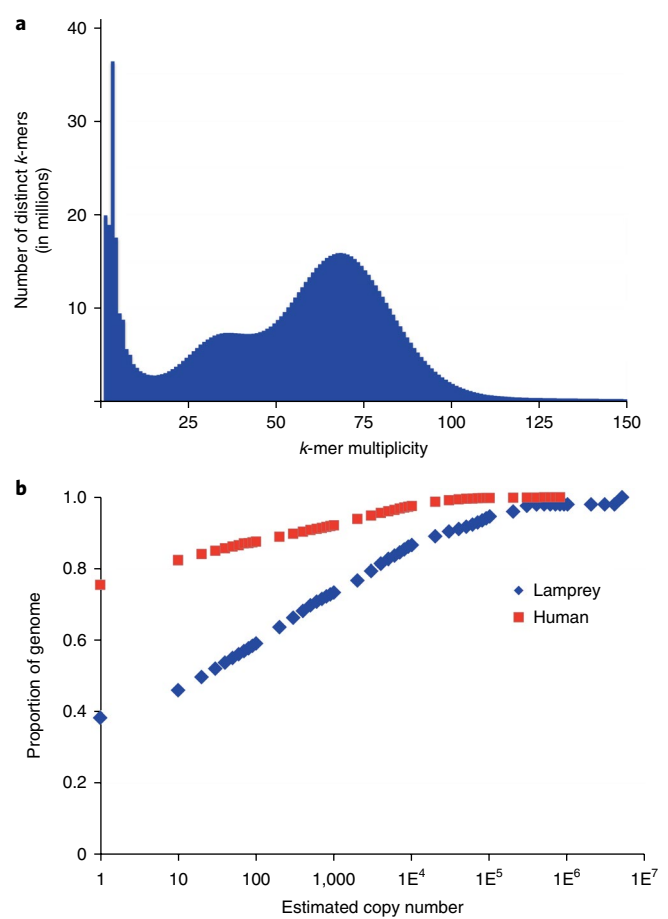 a
40
30
20
10
Number of distinct k-mers
(in millions)
25 50 75 100 125 150
k-mer multiplicity
b
1.0
0.8
0.6
0.4
0.2
0
Proportion of genome
Lamprey
Human
1 10 100 1,000 1E⁴ 1E⁵ 1E⁶ 1E⁷
Estimated copy number